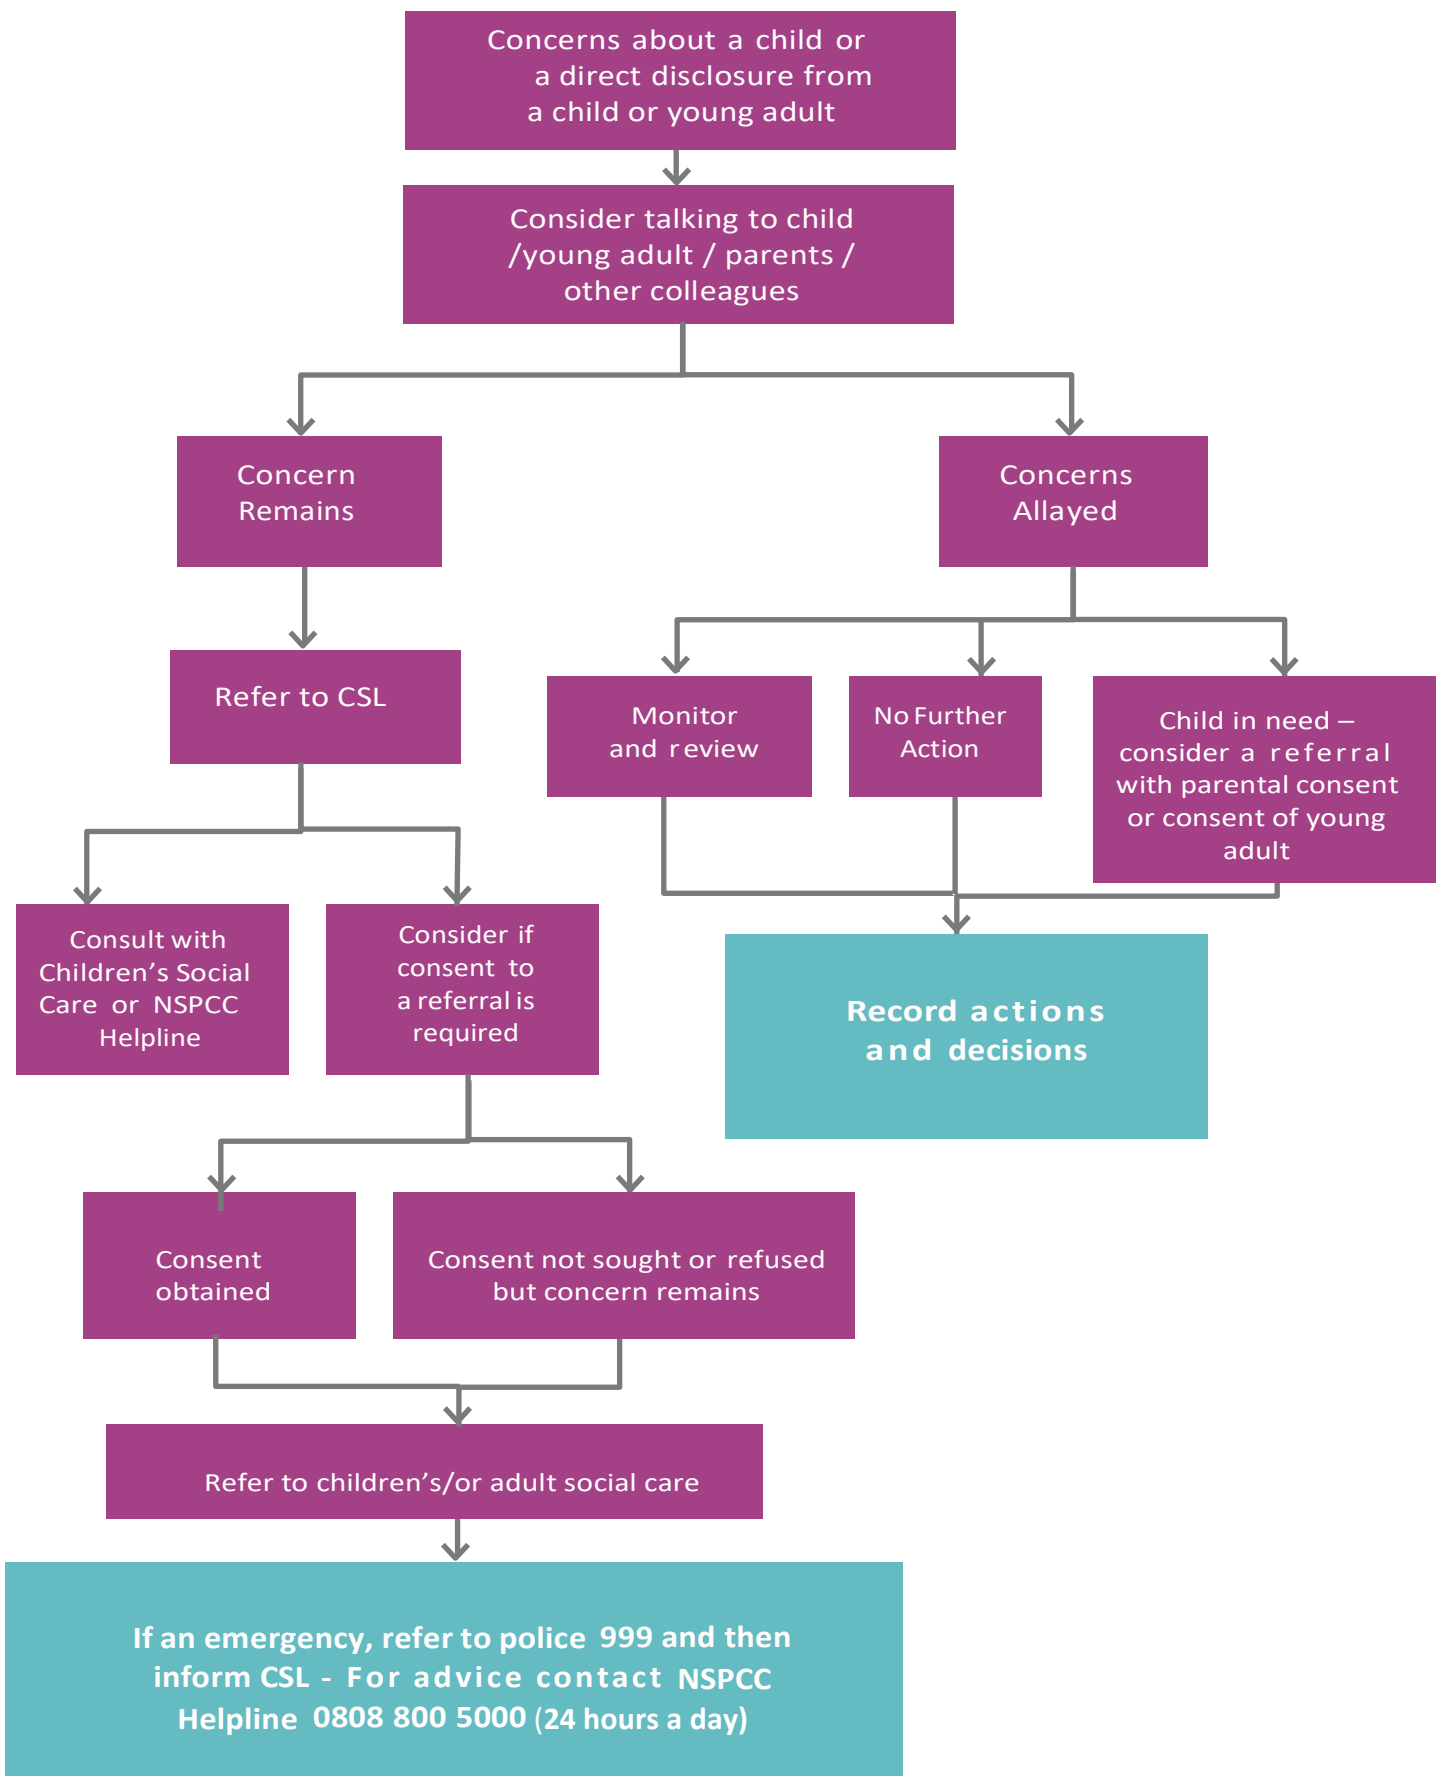 Concerns about a child or
a direct disclosure from
a child or young adult
Consider talking to child
/young adult / parents /
other colleagues
Concern
Remains
Concerns
Allayed
Refer to CSL
Monitor
and review
No Further
Action
Child in need –
consider a referral
with parental consent
or consent of young
adult
Consult with
Children’s Social
Care or NSPCC
Helpline
Consider if
consent to
a referral is
required
Record actions
and decisions
Consent
obtained
Consent not sought or refused
but concern remains
Refer to children’s/or adult social care
If an emergency, refer to police 999 and then
inform CSL - For advice contact NSPCC
Helpline 0808 800 5000 (24 hours a day)